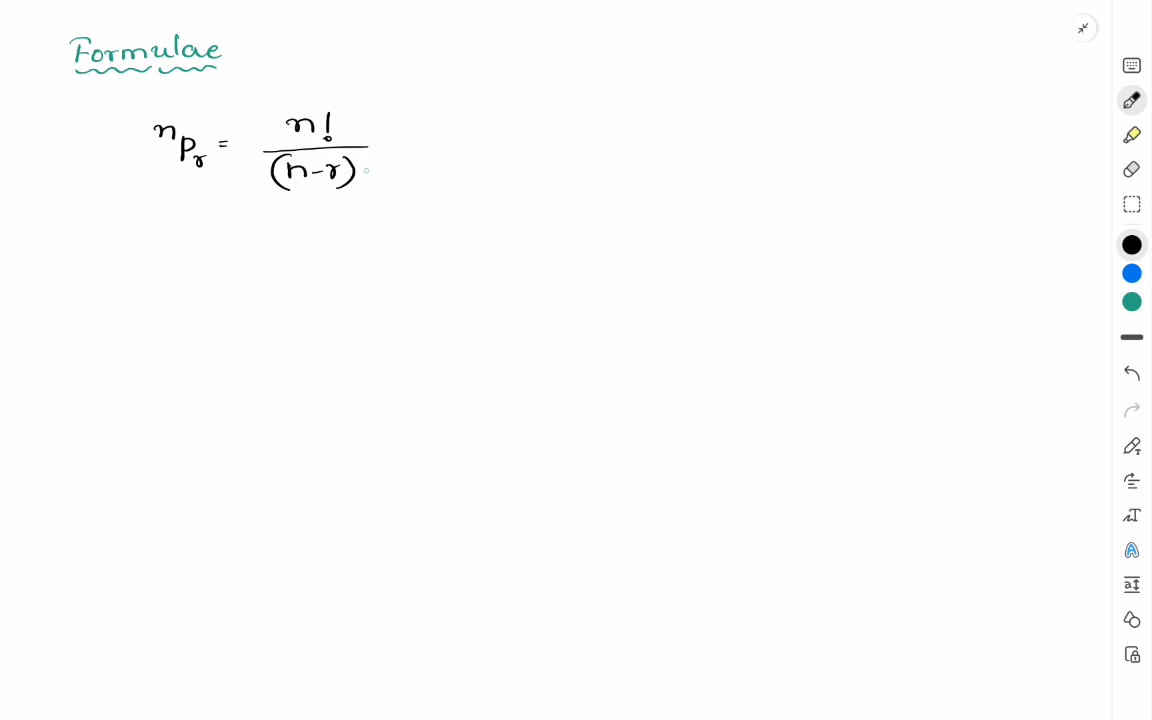 Formulae
nPr = n! / (n-r)